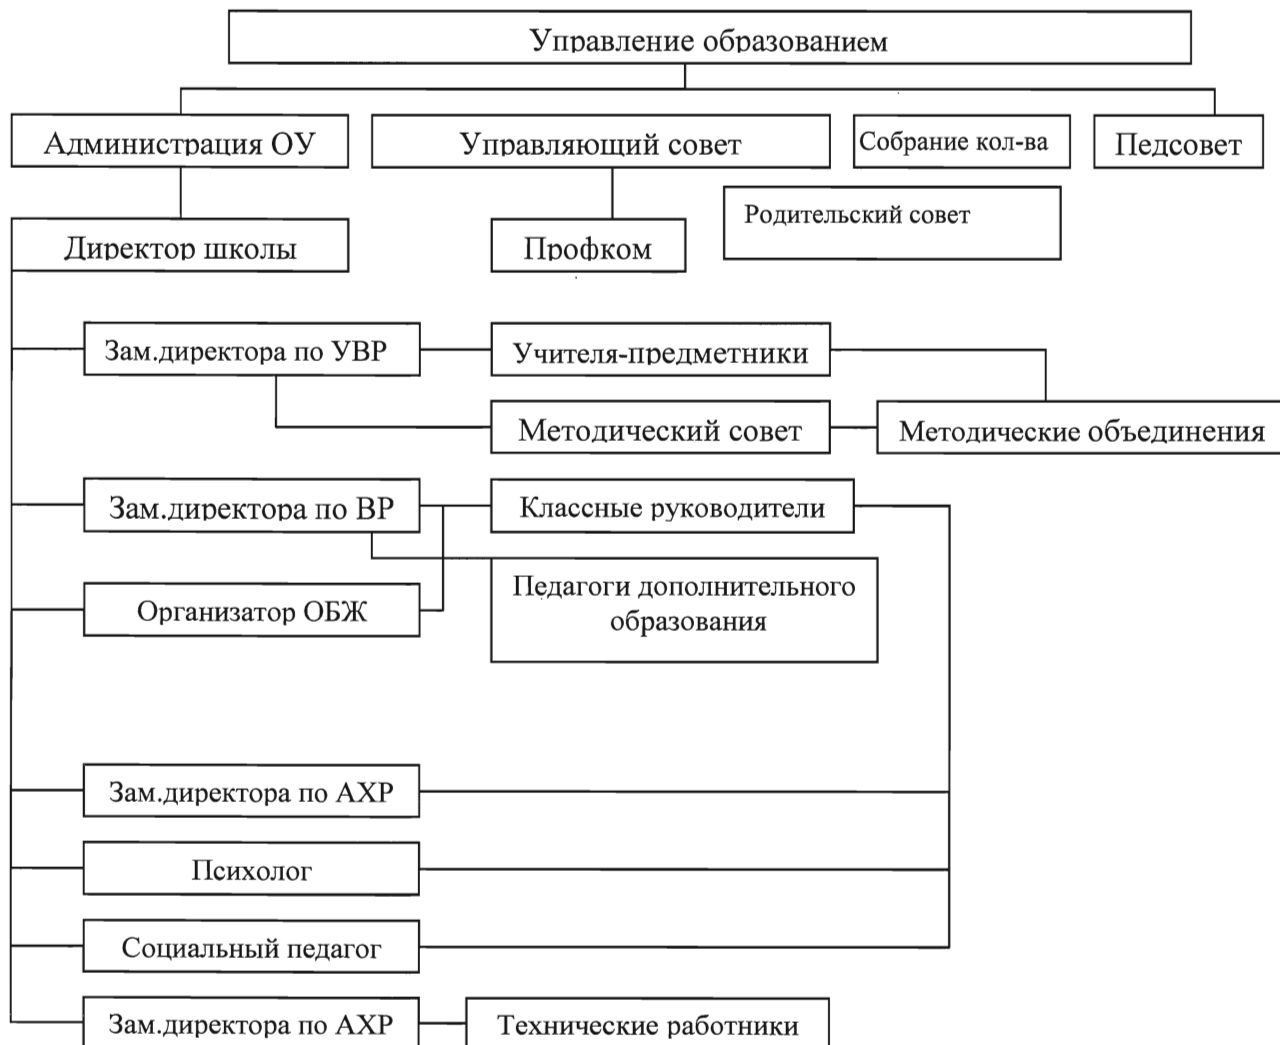 Управление образованием
Администрация ОУ
Управляющий совет
Собрание кол-ва
Педсовет
Родительский совет
Директор школы
Профком
Зам.директора по УВР
Учителя-предметники
Методический совет
Методические объединения
Зам.директора по ВР
Классные руководители
Педагоги дополнительного
образования
Организатор ОБЖ
Зам.директора по АХР
Психолог
Социальный педагог
Зам.директора по АХР
Технические работники